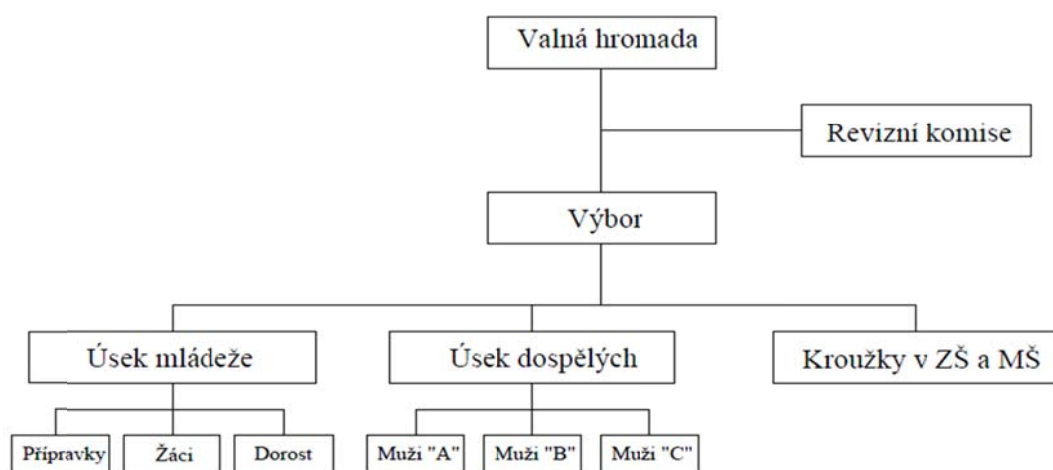 Valná hromada
Revizní komise
Výbor
Úsek mládeže
Úsek dospělých
Kroužky v ZŠ a MŠ
Přípravky
Žáci
Dorost
Muži "A"
Muži "B"
Muži "C"